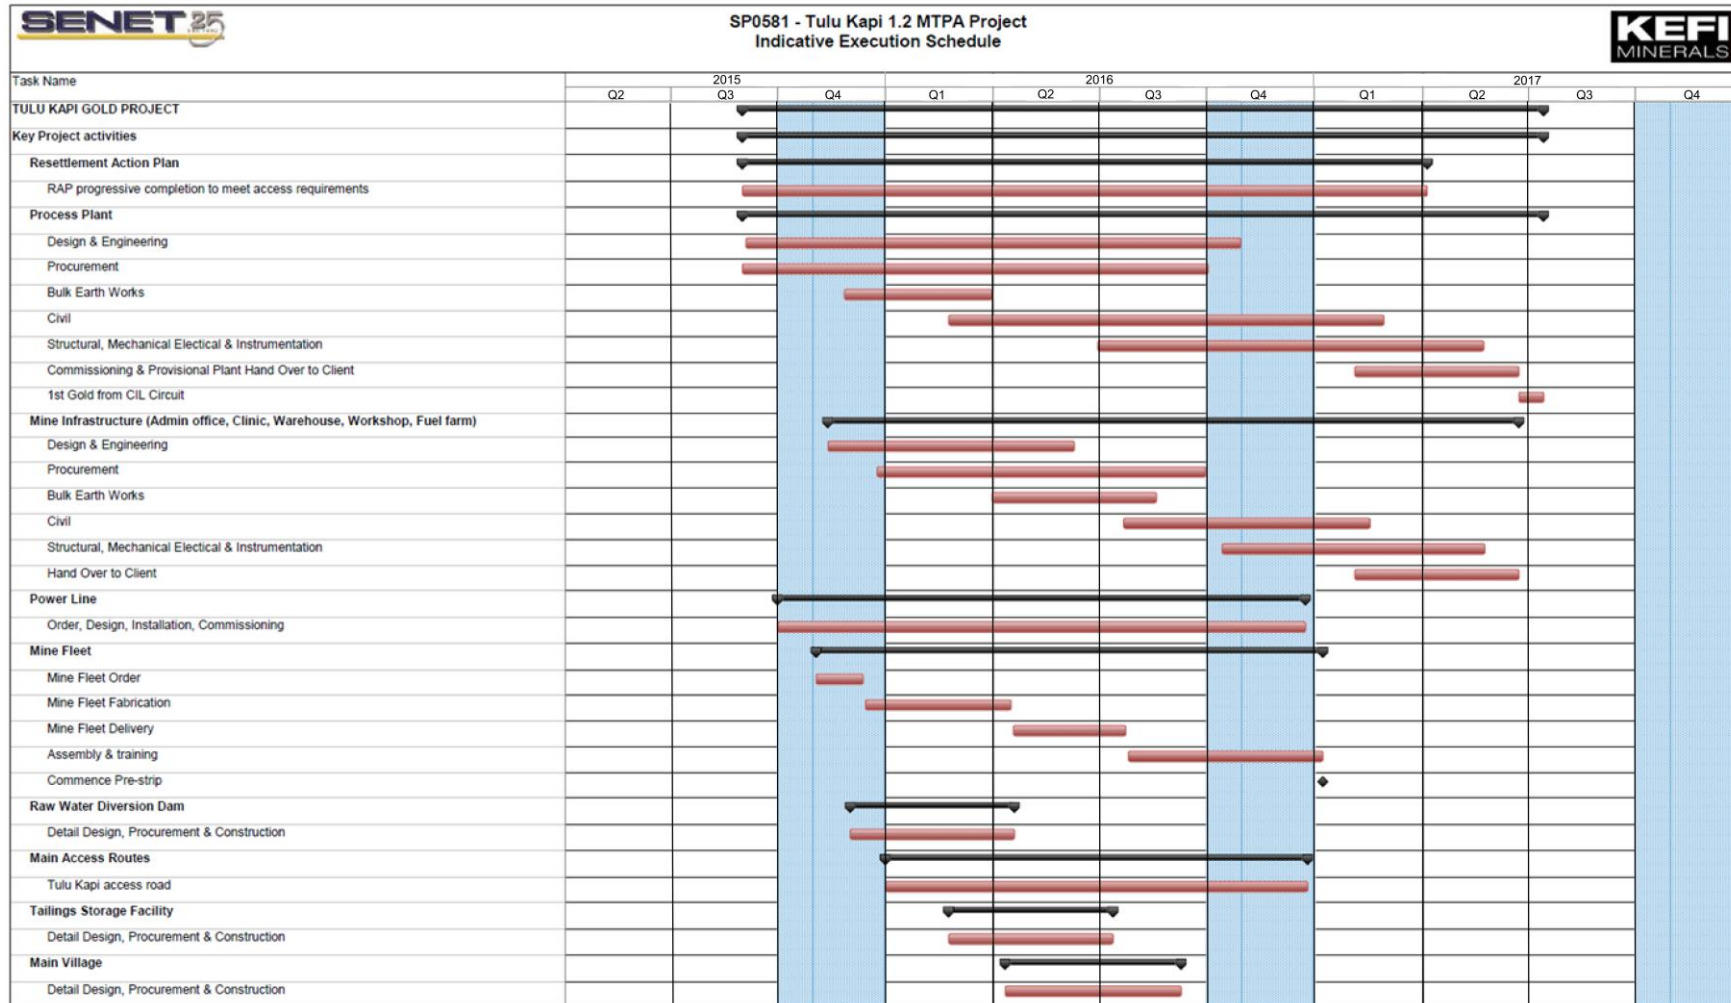 SENET 25
SP0581 - Tulu Kapi 1.2 MTPA Project
Indicative Execution Schedule
KEFI
MINERALS
Task Name
2015 2016 2017
Q2 Q3 Q4 Q1 Q2 Q3 Q4 Q1 Q2 Q3 Q4
TULU KAPI GOLD PROJECT
Key Project activities
Resettlement Action Plan
RAP progressive completion to meet access requirements
Process Plant
Design & Engineering
Procurement
Bulk Earth Works
Civil
Structural, Mechanical Electical & Instrumentation
Commissioning & Provisional Plant Hand Over to Client
1st Gold from CIL Circuit
Mine Infrastructure (Admin office, Clinic, Warehouse, Workshop, Fuel farm)
Design & Engineering
Procurement
Bulk Earth Works
Civil
Structural, Mechanical Electical & Instrumentation
Hand Over to Client
Power Line
Order, Design, Installation, Commissioning
Mine Fleet
Mine Fleet Order
Mine Fleet Fabrication
Mine Fleet Delivery
Assembly & training
Commence Pre-strip
Raw Water Diversion Dam
Detail Design, Procurement & Construction
Main Access Routes
Tulu Kapi access road
Tailings Storage Facility
Detail Design, Procurement & Construction
Main Village
Detail Design, Procurement & Construction